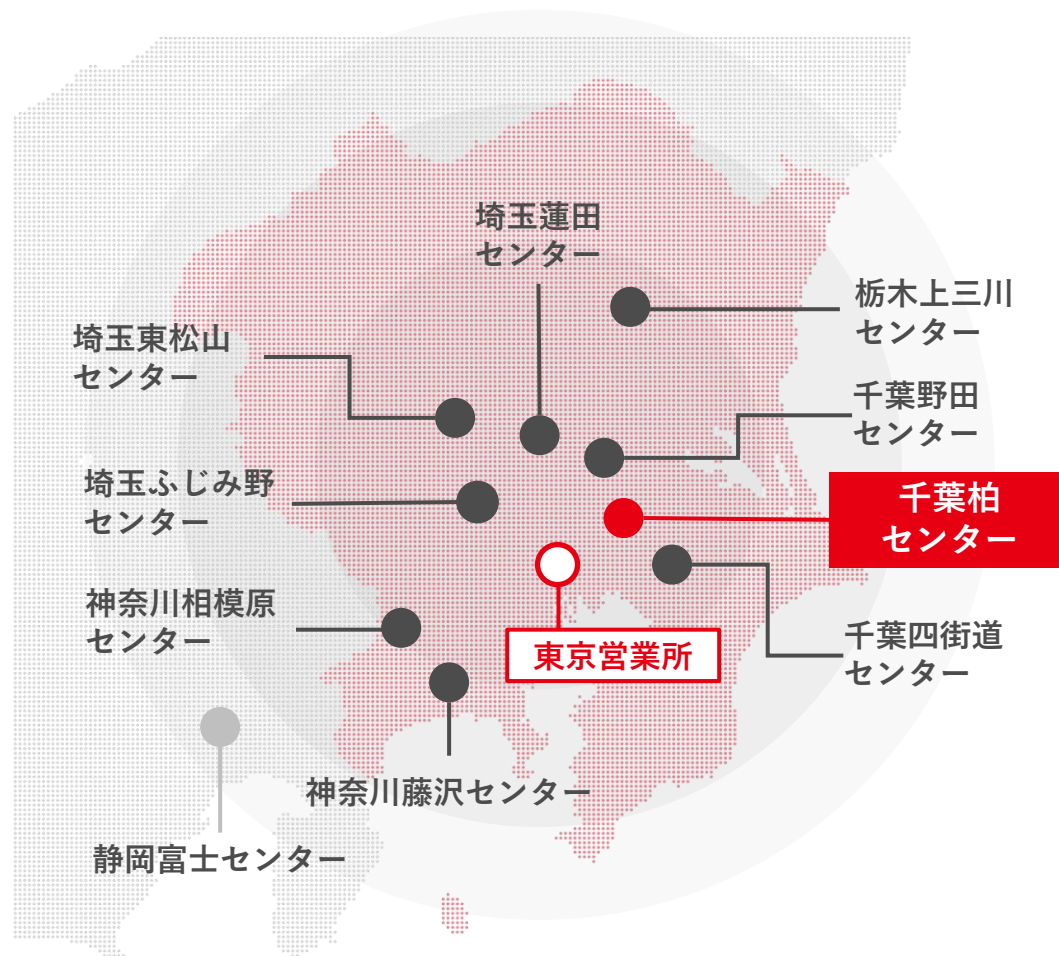 埼玉蓮田
センター
栃木上三川
センター
埼玉東松山
センター
千葉野田
センター
埼玉ふじみ野
センター
千葉柏
センター
神奈川相模原
センター
東京営業所
千葉四街道
センター
神奈川藤沢センター
静岡富士センター